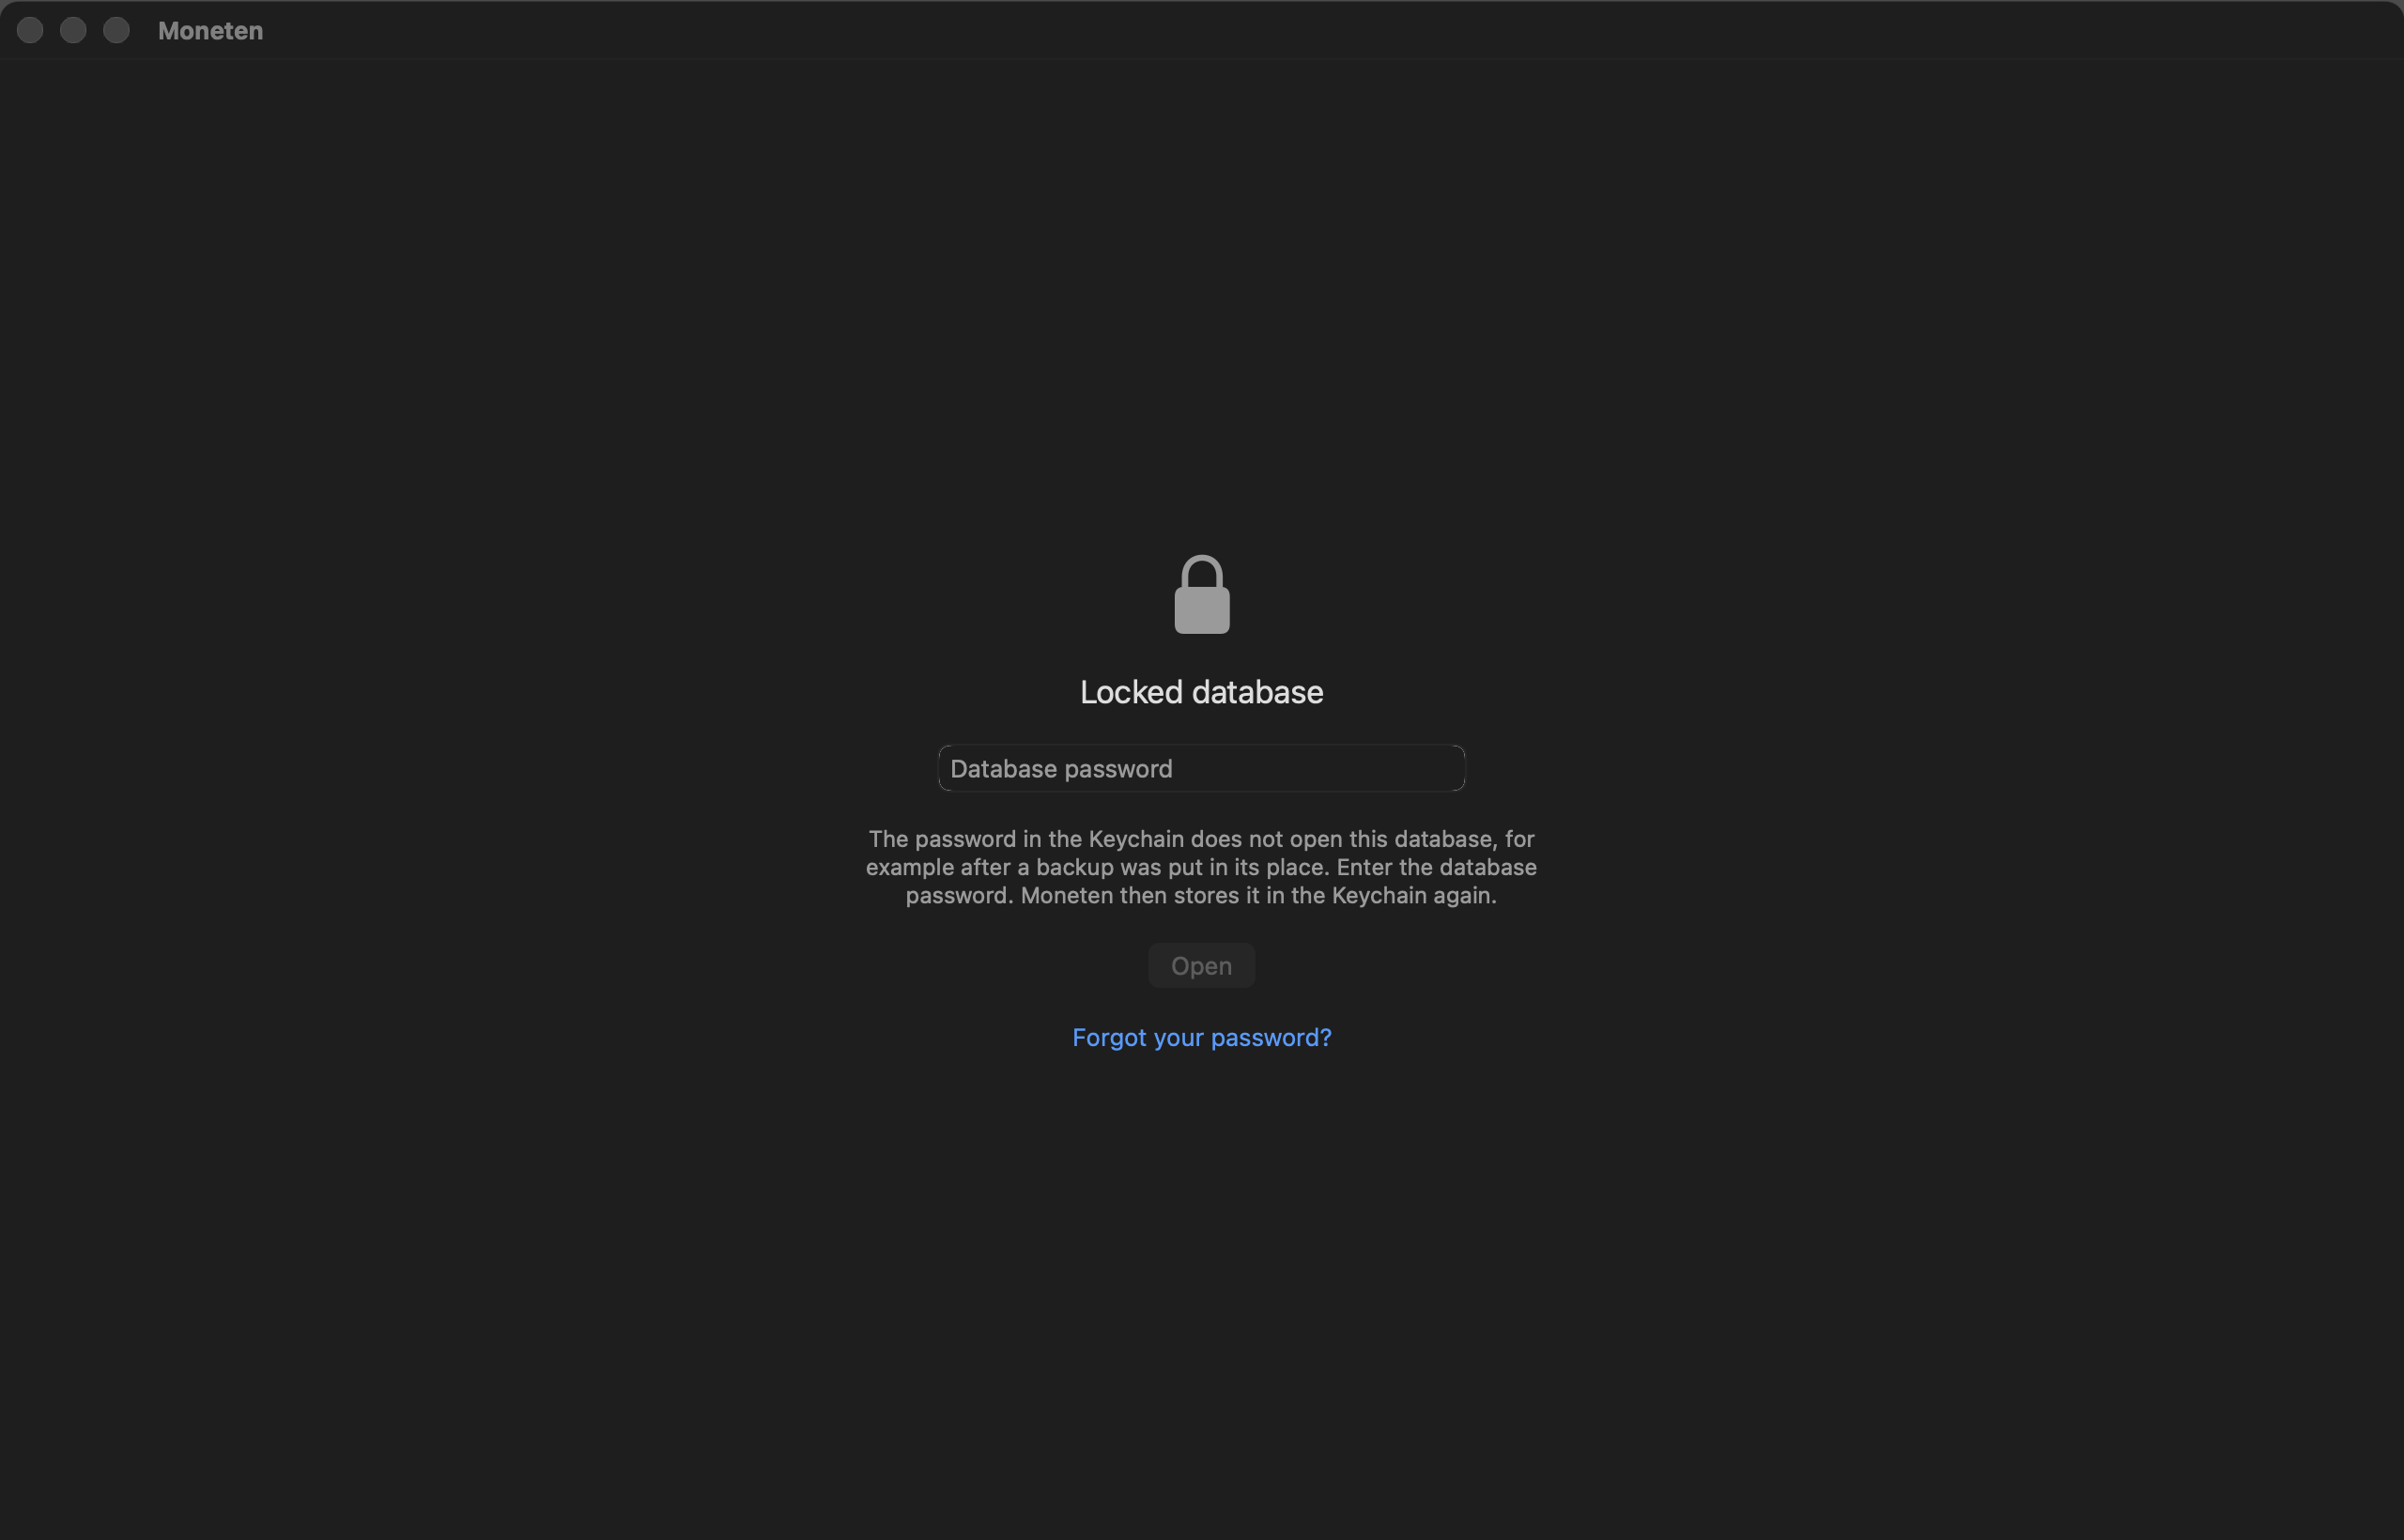 Moneten
Locked database
Database password
The password in the Keychain does not open this database, for
example after a backup was put in its place. Enter the database
password. Moneten then stores it in the Keychain again.
Open
Forgot your password?